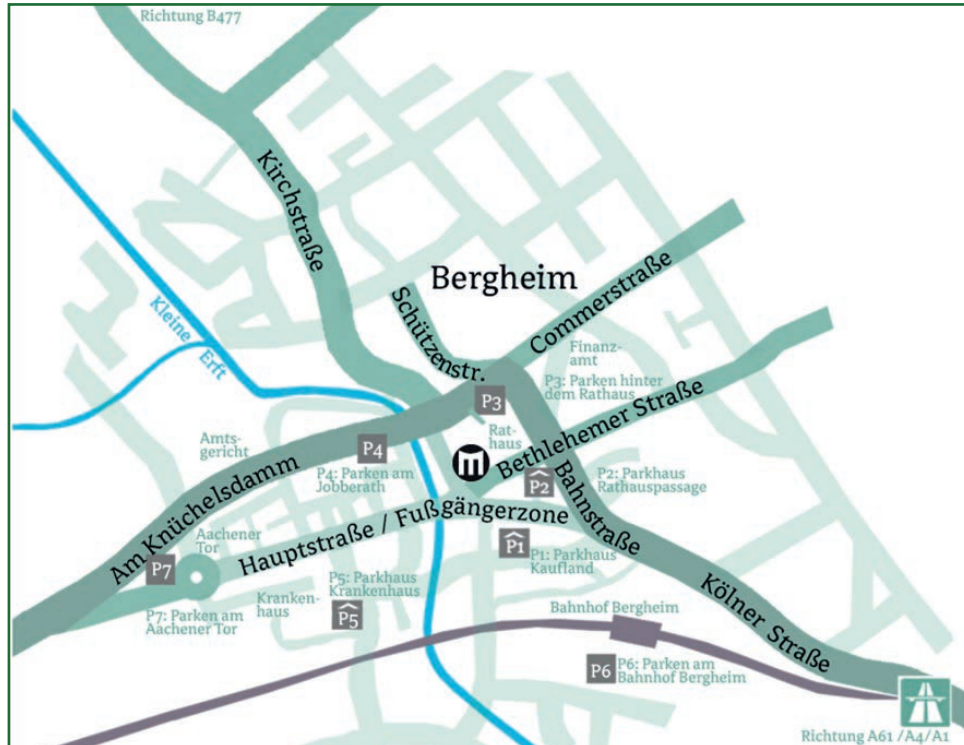 Richtung B477
Kirchstraße
Bergheim
Schützenstr.
Commerstraße
Kleine
Erft
Finanz-
amt
P3: Parken hinter
dem Rathaus
P3
Rat-
haus
Bethlehemer Straße
Amts-
gericht
P4
P4: Parken am
Jobberath
m
P2
P2: Parkhaus
Rathauspassage
Am Knüchelsdamm
Bahnstraße
Hauptstraße / Fußgängerzone
Aachener
Tor
P1
P1: Parkhaus
Kaufland
P7
P7: Parken am
Aachener Tor
Kranken-
haus
P5: Parkhaus
Krankenhaus
P5
Kölner Straße
Bahnhof Bergheim
P6
P6: Parken am
Bahnhof Bergheim
Richtung A61 /A4/A1